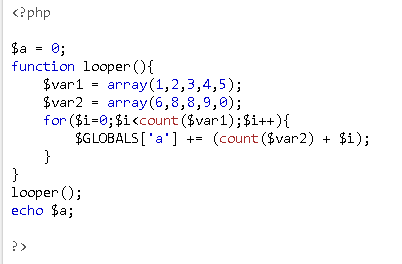 <?php
$a = 0;
function looper(){
    $var1 = array(1,2,3,4,5);
    $var2 = array(6,8,8,9,0);
    for($i=0;$i<count($var1);$i++){
        $GLOBALS['a'] += (count($var2) + $i);
    }
}
looper();
echo $a;
?>